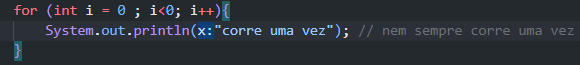 for (int i = 0 ; i<0; i++){
System.out.println(x:"corre uma vez"); // nem sempre corre uma vez
}